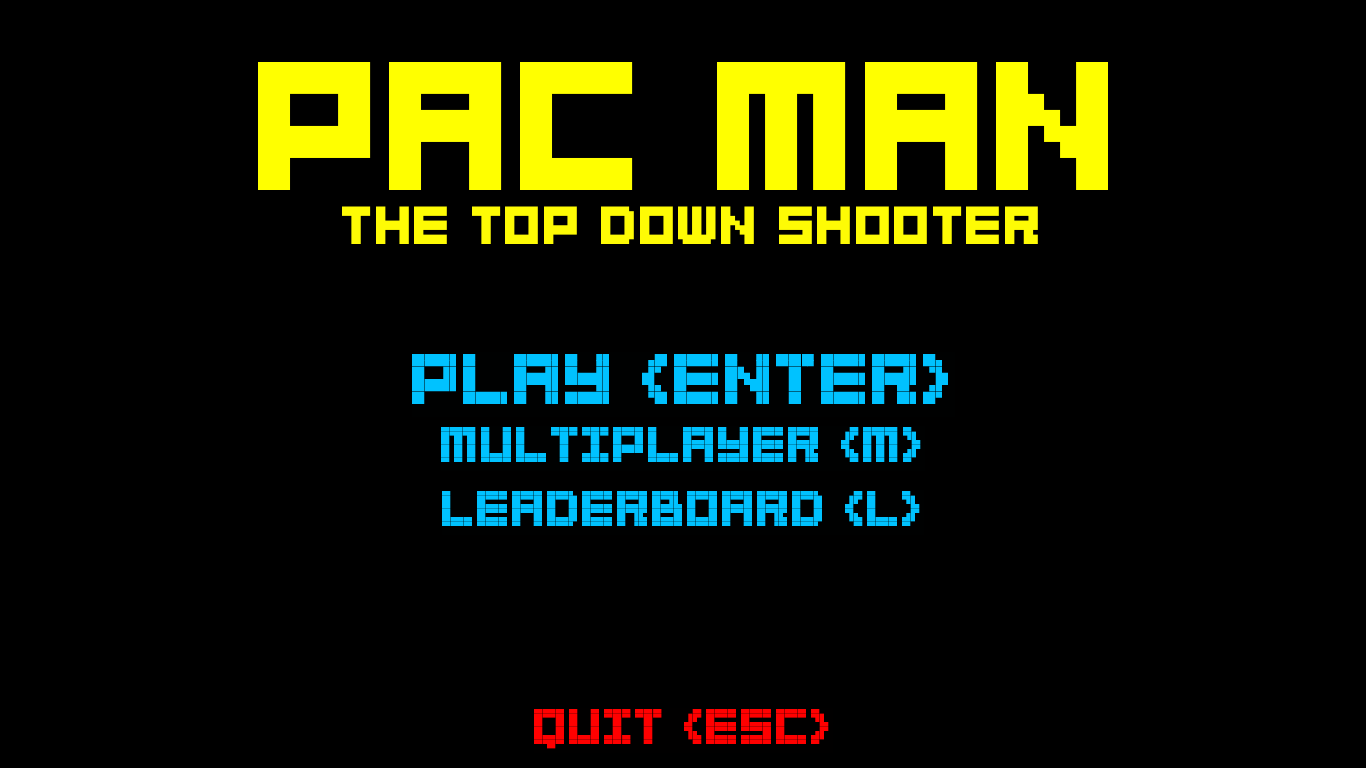 PAC MAN
THE TOP DOWN SHOOTER
PLAY (ENTER)
MULTIPLAYER (M)
LEADERBOARD (L)
QUIT (ESC)